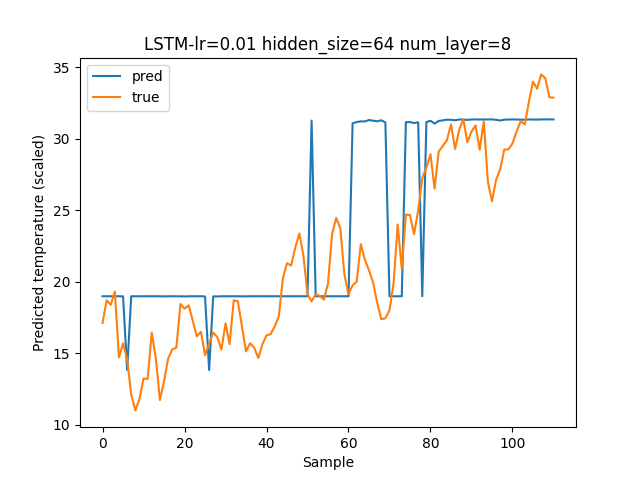 LSTM-lr=0.01 hidden_size=64 num_layer=8
pred
true
Predicted temperature (scaled)
35
30
25
20
15
10
0
20
40
60
80
100
Sample